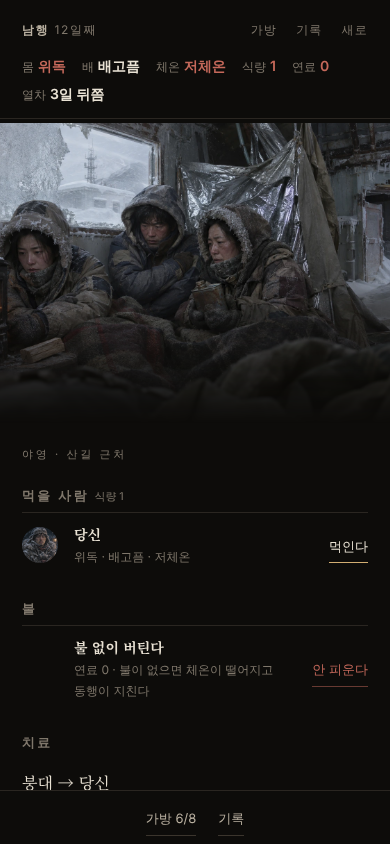 남행 12일째 가방 기록 새로
몸 위독 배 배고픔 체온 저체온 식량 1 연료 0
열차 3일 뒤쯤
야영 · 산길 근처
먹을 사람 식량 1
당신
위독 · 배고픔 · 저체온
먹인다
불
불 없이 버틴다
연료 0 · 불이 없으면 체온이 떨어지고
동행이 지친다
안 피운다
치료
붕대 → 당신
가방 6/8 기록